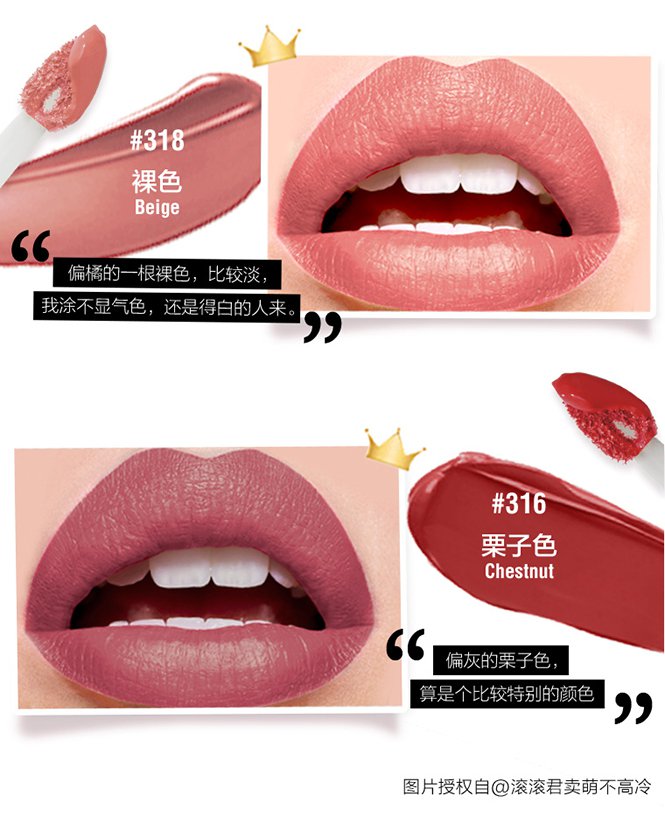 #318
裸色
Beige
“
偏橘的一根裸色，比较淡，
我涂不显气色，还是得白的人来。
”
#316
栗子色
Chestnut
“
偏灰的栗子色，
算是个比较特别的颜色
”
图片授权自@滚滚君卖萌不高冷